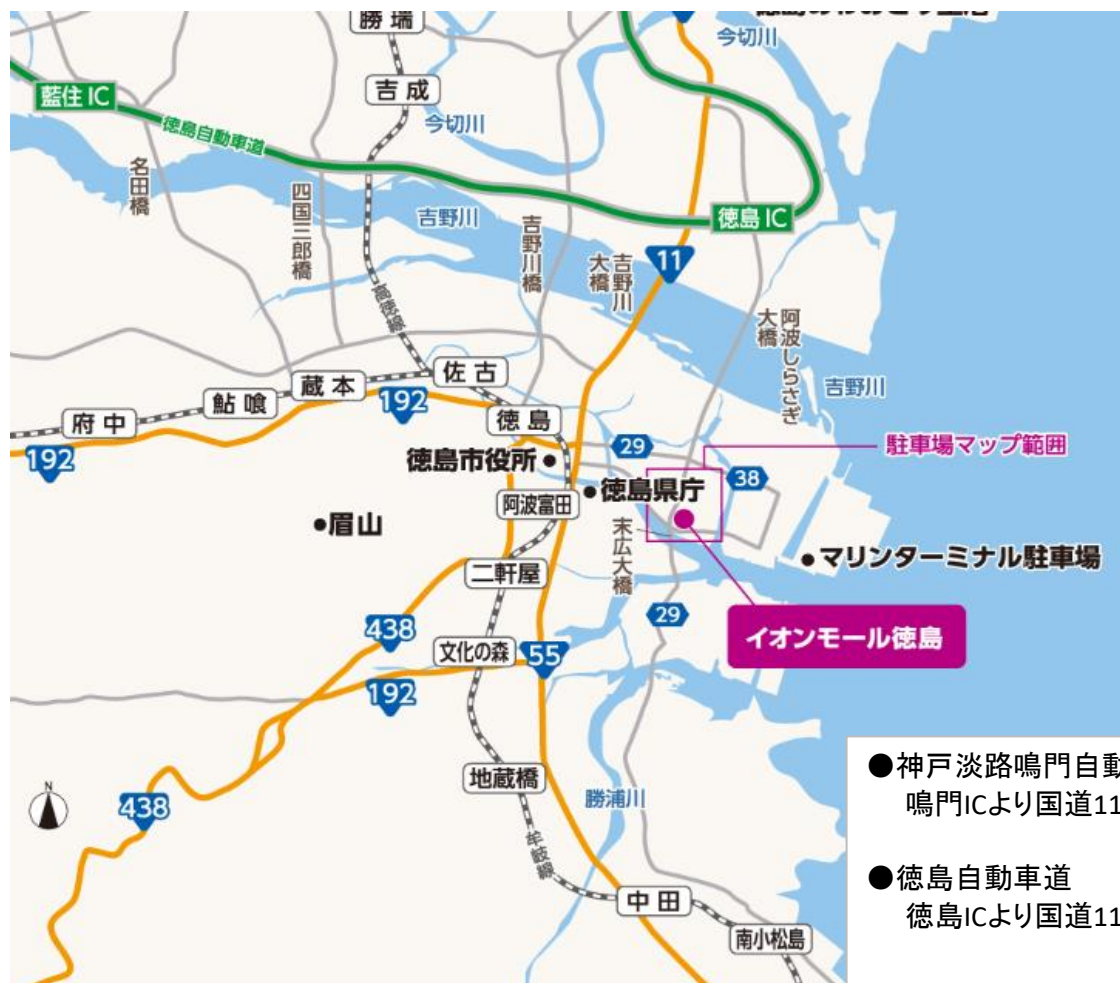 勝瑞
今切川
吉成
藍住 IC
今切川
徳島自動車道
名田橋
四国三郎橋
吉野川
吉野川橋
吉野川大橋
徳島 IC
11
高徳線
阿波しらさぎ大橋
吉野川
佐古
蔵本
鮎喰
府中
192
192
徳島
徳島市役所
29
駐車場マップ範囲
38
徳島県庁
阿波富田
眉山
末広大橋
マリンターミナル駐車場
二軒屋
29
イオンモール徳島
438
文化の森
55
192
地蔵橋
勝浦川
N
438
牟岐線
中田
南小松島
●神戸淡路鳴門自動
鳴門ICより国道11
●徳島自動車道
徳島ICより国道11